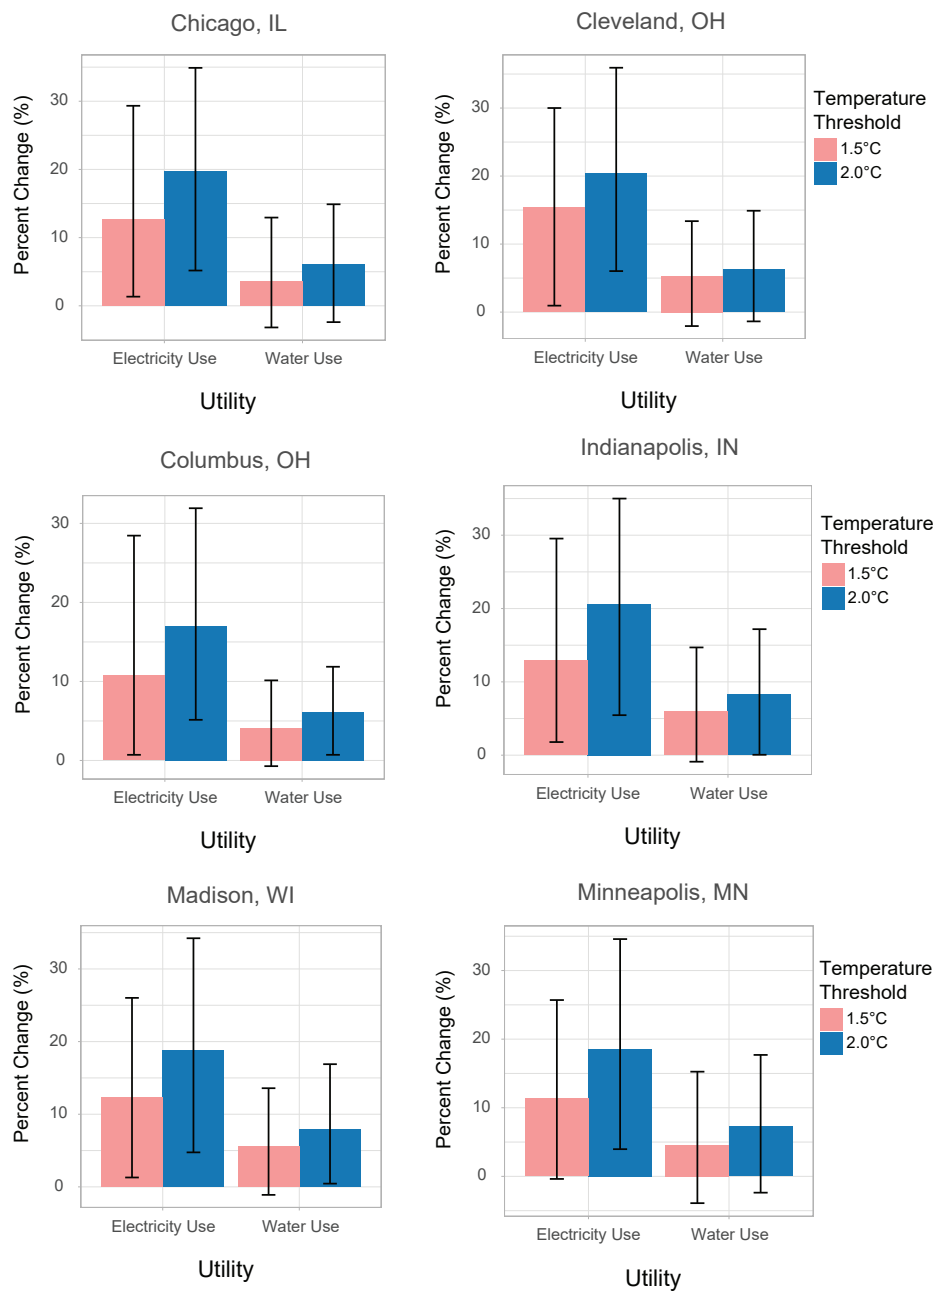 Chicago, IL
Percent Change (%)
30
20
10
0
Electricity Use
Water Use
Utility
Cleveland, OH
Percent Change (%)
30
20
10
0
Electricity Use
Water Use
Utility
Temperature
Threshold
1.5°C
2.0°C
Columbus, OH
Percent Change (%)
30
20
10
0
Electricity Use
Water Use
Utility
Indianapolis, IN
Percent Change (%)
30
20
10
0
Electricity Use
Water Use
Utility
Temperature
Threshold
1.5°C
2.0°C
Madison, WI
Percent Change (%)
30
20
10
0
Electricity Use
Water Use
Utility
Minneapolis, MN
Percent Change (%)
30
20
10
0
Electricity Use
Water Use
Utility
Temperature
Threshold
1.5°C
2.0°C